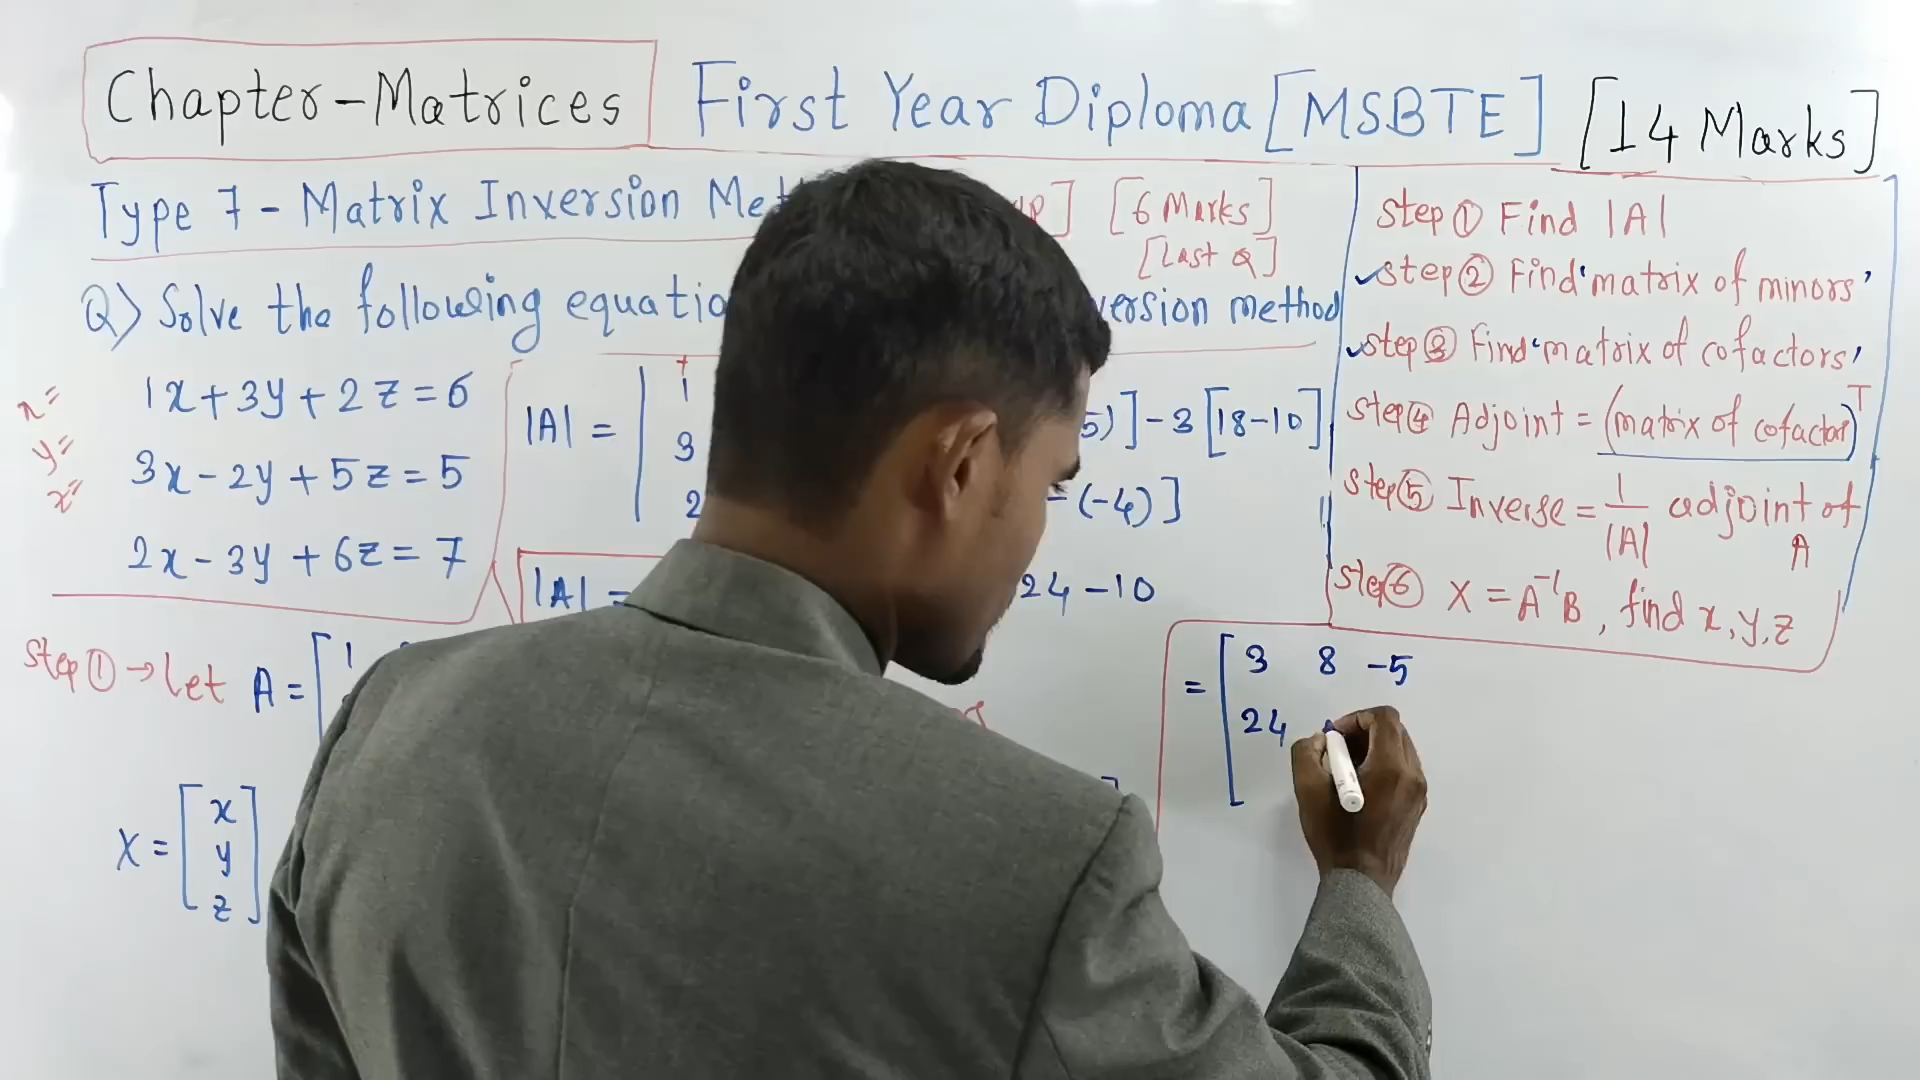 Chapter-Matrices First Year Diploma [MSBTE] [14 Marks]
Type 7 - Matrix Inversion [6 Marks]
[Last Q]
Q) Solve the following method
1x+3y+2z=6
3x-2y+5z=5
2x-3y+6z=7
x=
y=
x=
|A| = | 1
3
2
5)]-3[18-10]
-(-4)]
|A| =
24-10
Step ① → Let A = [ 1
X = [ x
y
z ]
Step ① Find |A|
✓Step ② Find 'matrix of minors'
✓Step ③ Find 'matrix of cofactors'
Step ④ Adjoint = (matrix of cofactor)ᵀ
Step ⑤ Inverse = 1/|A| adjoint of A
Step ⑥ X = A⁻¹B, find x, y, z
= [ 3 8 -5
24